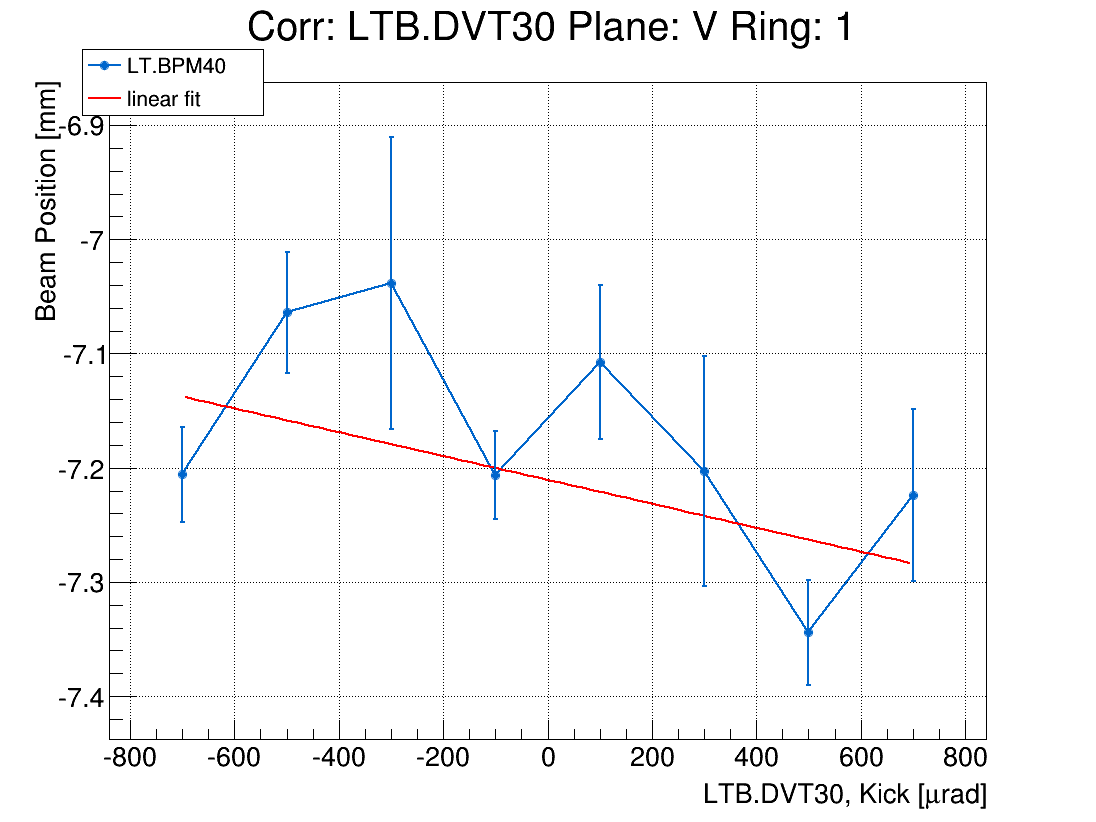 Corr: LTB.DVT30 Plane: V Ring: 1
LT.BPM40
linear fit
Beam Position [mm]
-6.9
-7
-7.1
-7.2
-7.3
-7.4
-800 -600 -400 -200 0 200 400 600 800
LTB.DVT30, Kick [μrad]